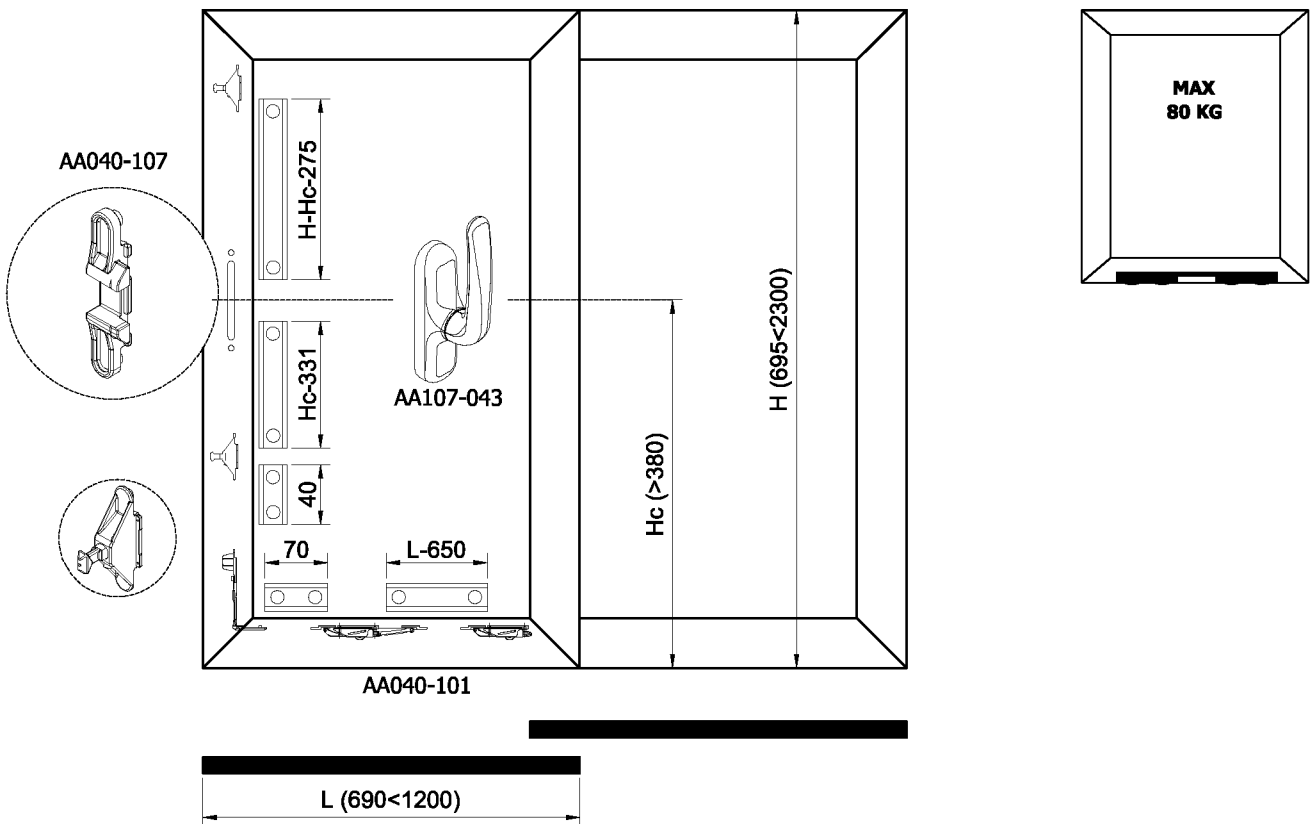 MAX
80 KG
AA040-107
H-Hc-275
H (695<2300)
Hc-331
AA107-043
Hc (>380)
40
70
L-650
AA040-101
L (690<1200)